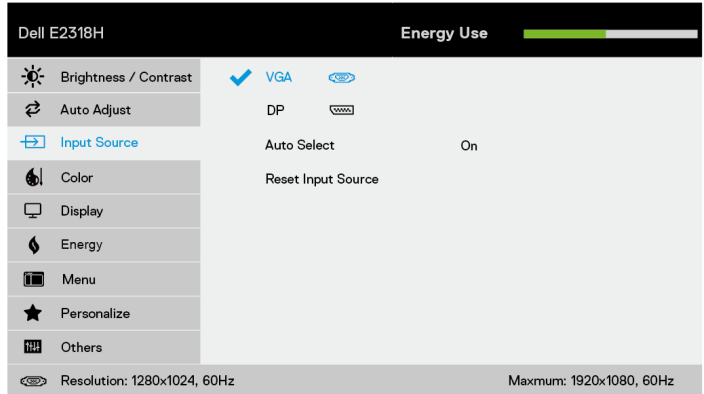 Dell E2318H Energy Use
Brightness / Contrast
VGA
Auto Adjust
DP
Input Source
Auto Select On
Color
Reset Input Source
Display
Energy
Menu
Personalize
Others
Resolution: 1280x1024, 60Hz Maxmum: 1920x1080, 60Hz